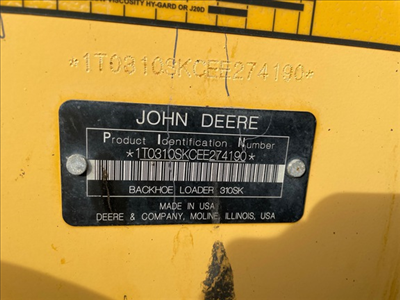 VISCOSITY HY-GARD OR J20D
*1T0310SKCEE274190*
JOHN DEERE
Product Identification Number
*1T0310SKCEE274190*
BACKHOE LOADER 310SK
MADE IN USA
DEERE & COMPANY, MOLINE, ILLINOIS, USA